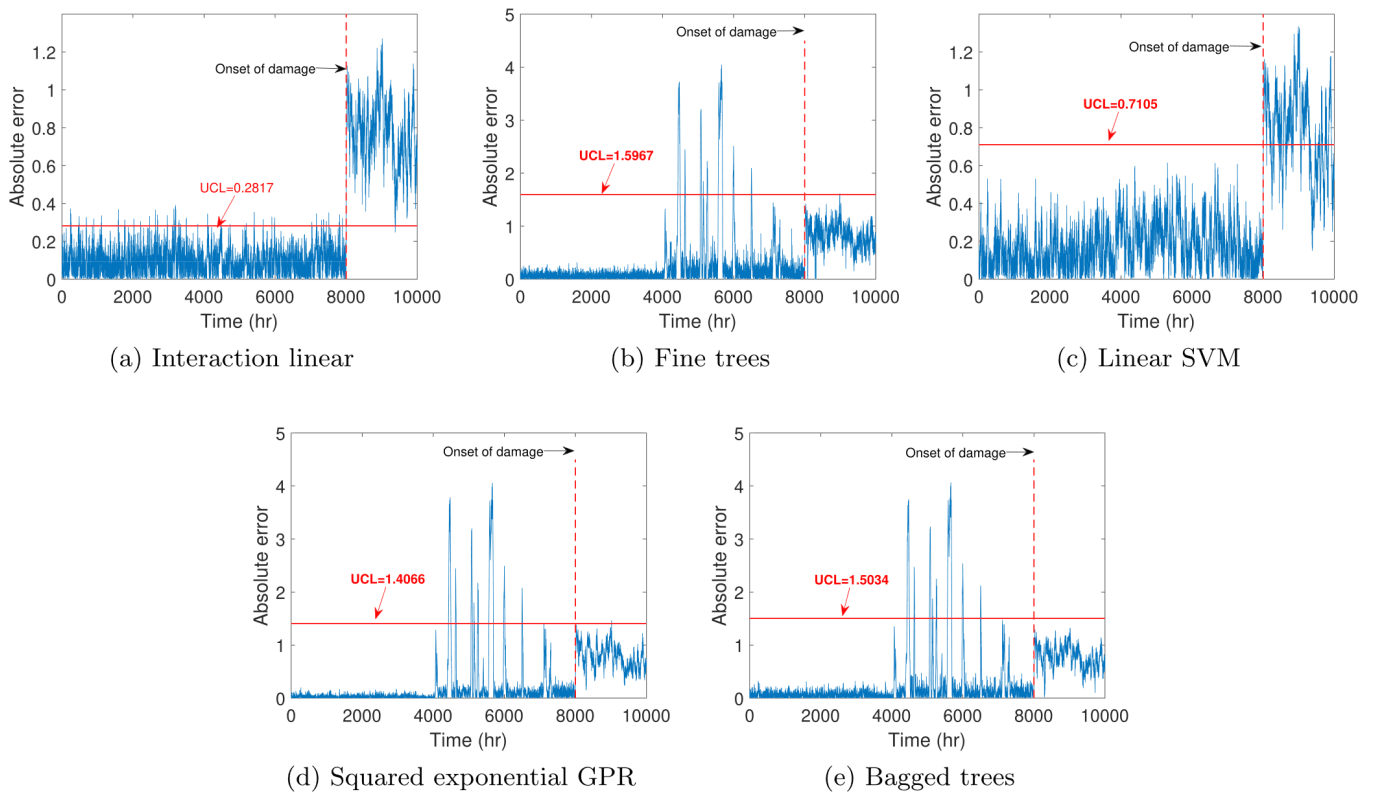 Absolute error
1.2
1
0.8
0.6
0.4
0.2
0
Onset of damage
UCL=0.2817
0 2000 4000 6000 8000 10000
Time (hr)
(a) Interaction linear
Absolute error
5
4
3
2
1
0
Onset of damage
UCL=1.5967
0 2000 4000 6000 8000 10000
Time (hr)
(b) Fine trees
Absolute error
1.2
1
0.8
0.6
0.4
0.2
0
Onset of damage
UCL=0.7105
0 2000 4000 6000 8000 10000
Time (hr)
(c) Linear SVM
Absolute error
5
4
3
2
1
0
Onset of damage
UCL=1.4066
0 2000 4000 6000 8000 10000
Time (hr)
(d) Squared exponential GPR
Absolute error
5
4
3
2
1
0
Onset of damage
UCL=1.5034
0 2000 4000 6000 8000 10000
Time (hr)
(e) Bagged trees